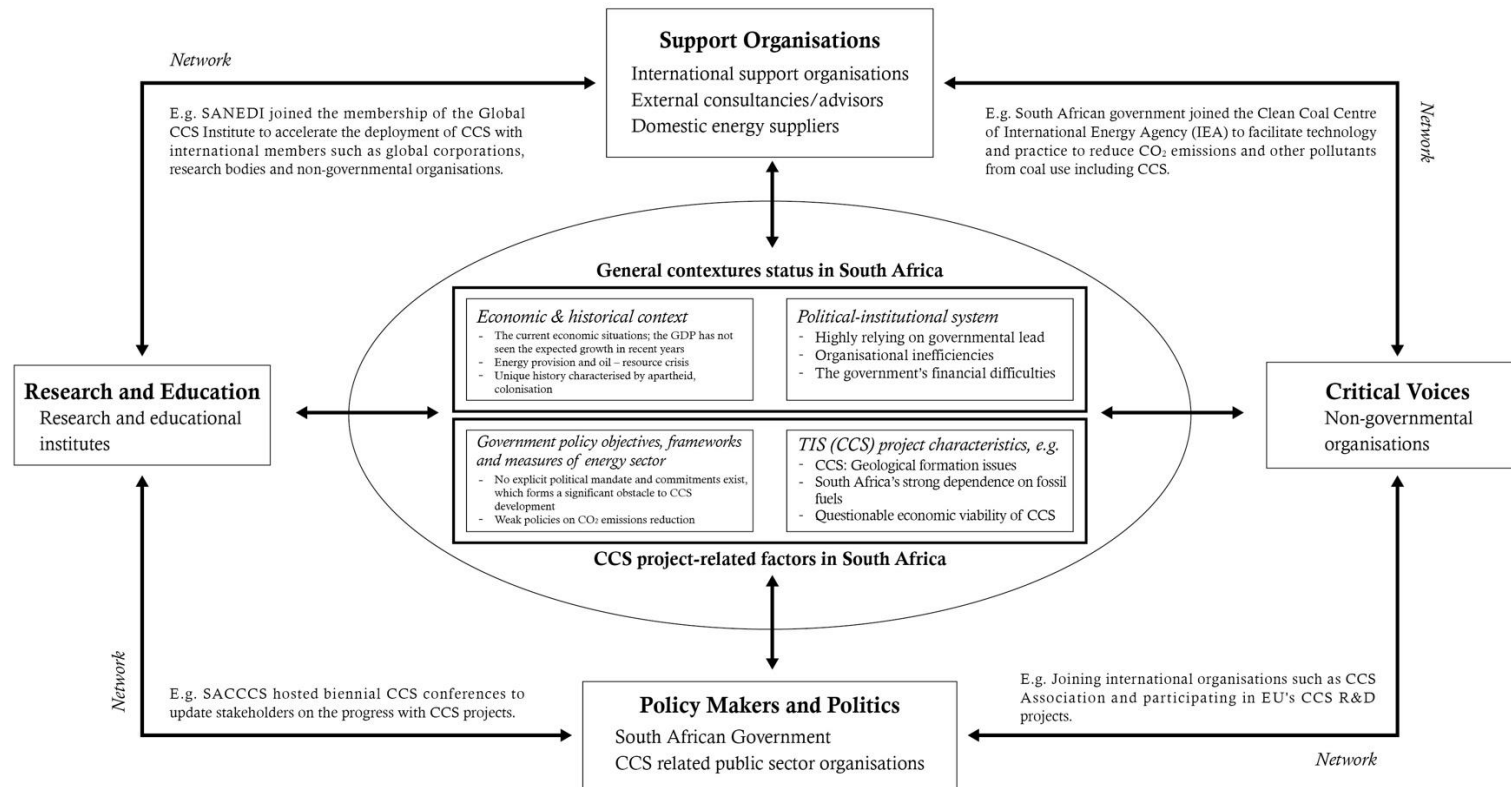 Support Organisations
International support organisations
External consultancies/advisors
Domestic energy suppliers
Network
E.g. SANEDI joined the membership of the Global
CCS Institute to accelerate the deployment of CCS with
international members such as global corporations,
research bodies and non-governmental organisations.
E.g. South African government joined the Clean Coal Centre
of International Energy Agency (IEA) to facilitate technology
and practice to reduce CO₂ emissions and other pollutants
from coal use including CCS.
Network
General contextures status in South Africa
Economic & historical context
- The current economic situations; the GDP has not
seen the expected growth in recent years
- Energy provision and oil – resource crisis
- Unique history characterised by apartheid,
colonisation
Political-institutional system
- Highly relying on governmental lead
- Organisational inefficiencies
- The government's financial difficulties
Research and Education
Research and educational
institutes
Critical Voices
Non-governmental
organisations
Government policy objectives, frameworks
and measures of energy sector
- No explicit political mandate and commitments exist,
which forms a significant obstacle to CCS
development
- Weak policies on CO₂ emissions reduction
TIS (CCS) project characteristics, e.g.
- CCS: Geological formation issues
- South Africa's strong dependence on fossil
fuels
- Questionable economic viability of CCS
CCS project-related factors in South Africa
Network
E.g. SACCCS hosted biennial CCS conferences to
update stakeholders on the progress with CCS projects.
E.g. Joining international organisations such as CCS
Association and participating in EU's CCS R&D
projects.
Network
Policy Makers and Politics
South African Government
CCS related public sector organisations